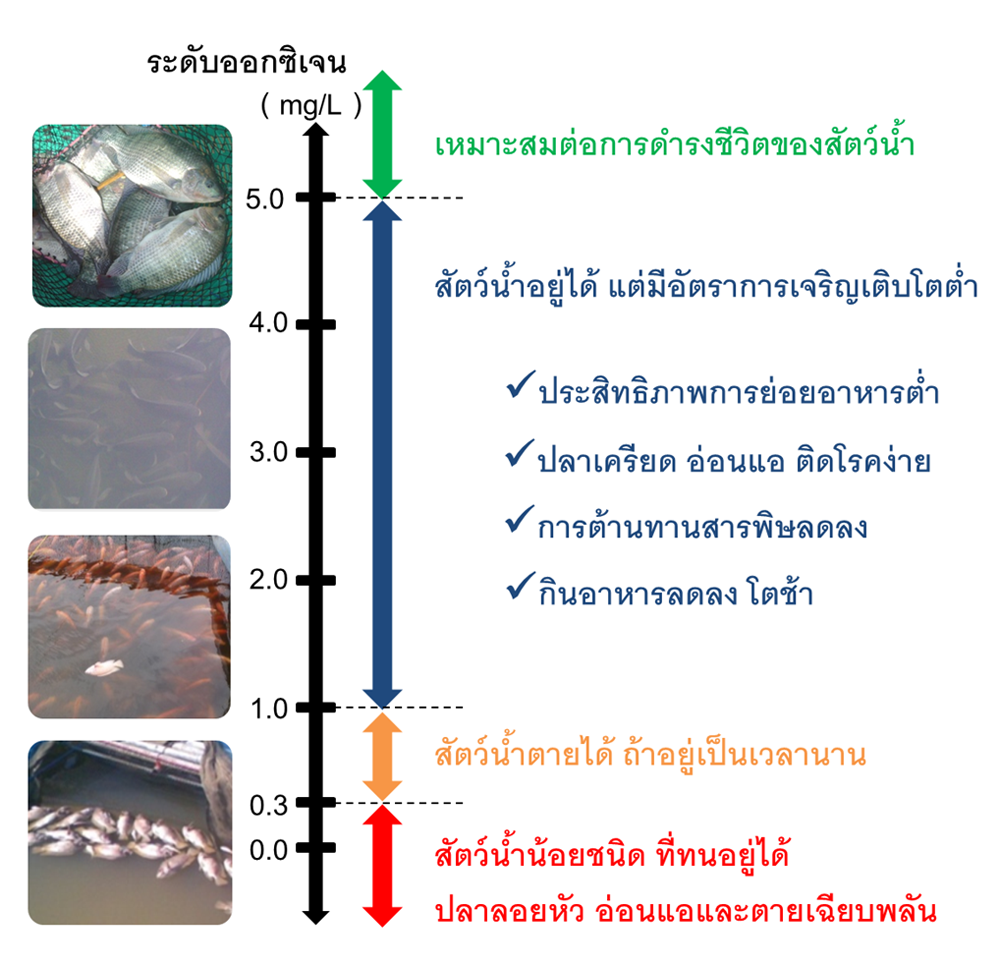 ระดับออกซิเจน
( mg/L )
เหมาะสมต่อการดำรงชีวิตของสัตว์น้ำ
5.0
สัตว์น้ำอยู่ได้ แต่มีอัตราการเจริญเติบโตต่ำ
4.0
✓ประสิทธิภาพการย่อยอาหารต่ำ
3.0
✓ปลาเครียด อ่อนแอ ติดโรคง่าย
✓การต้านทานสารพิษลดลง
2.0
✓กินอาหารลดลง โตช้า
1.0
สัตว์น้ำตายได้ ถ้าอยู่เป็นเวลานาน
0.3
0.0
สัตว์น้ำน้อยชนิด ที่ทนอยู่ได้
ปลาลอยหัว อ่อนแอและตายเฉียบพลัน